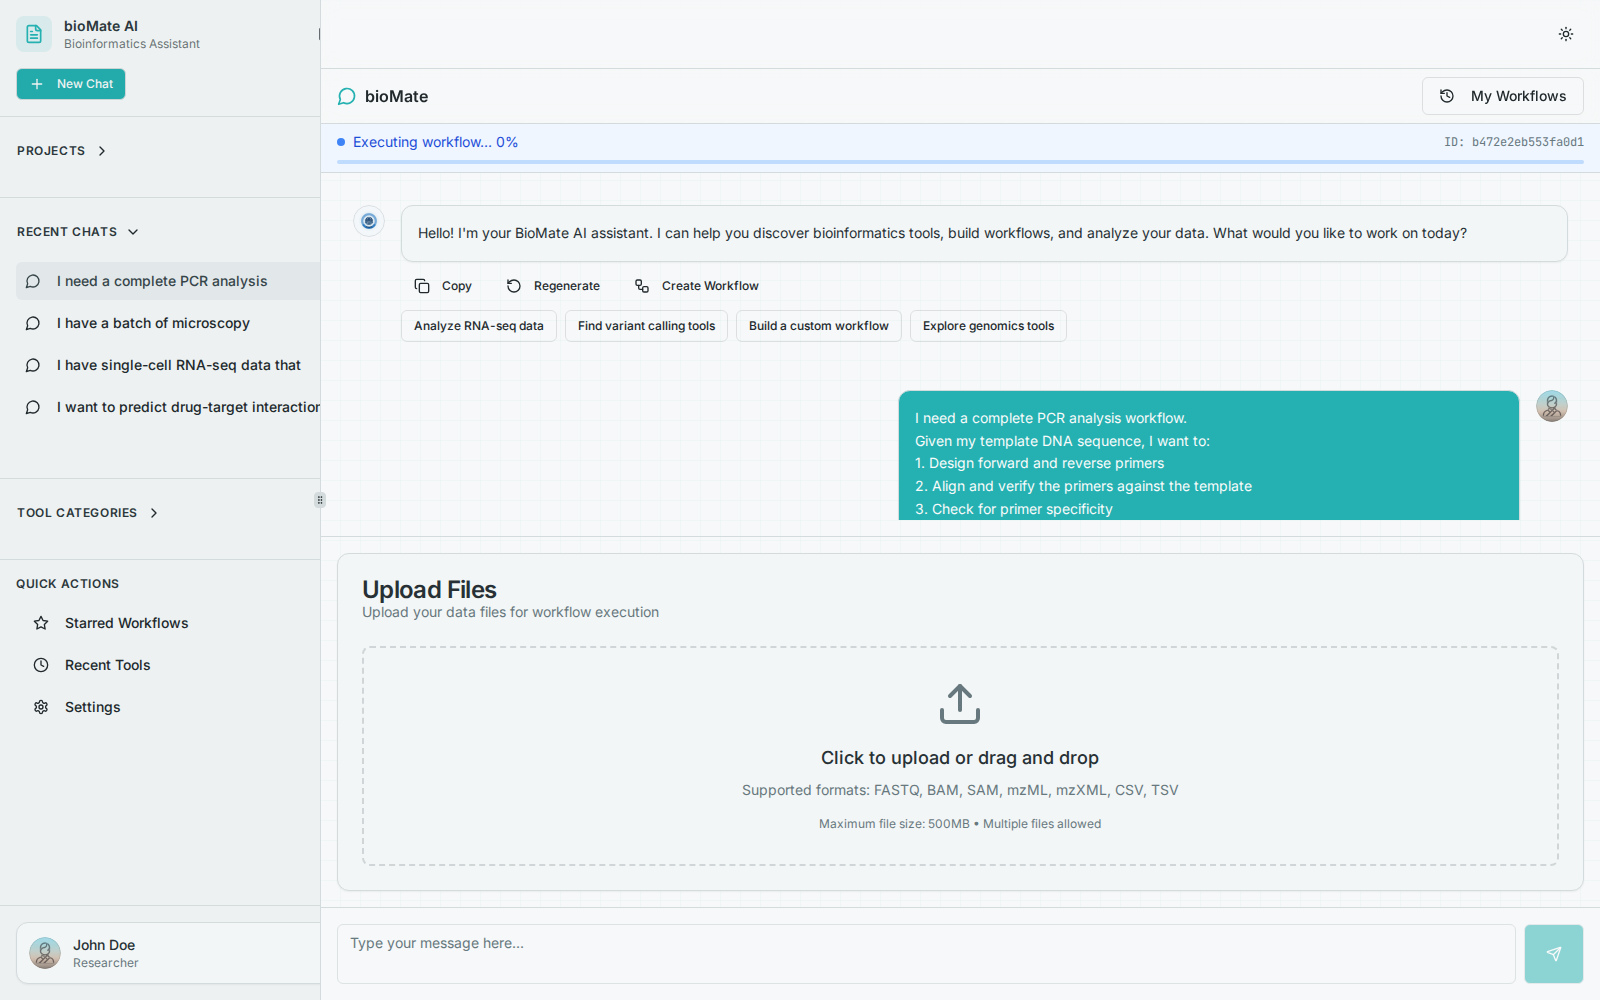 bioMate AI
Bioinformatics Assistant
New Chat
PROJECTS
RECENT CHATS
I need a complete PCR analysis
I have a batch of microscopy
I have single-cell RNA-seq data that
I want to predict drug-target interaction
TOOL CATEGORIES
QUICK ACTIONS
Starred Workflows
Recent Tools
Settings
John Doe
Researcher
bioMate
My Workflows
Executing workflow... 0%
ID: b472e2eb553fa0d1
Hello! I'm your BioMate AI assistant. I can help you discover bioinformatics tools, build workflows, and analyze your data. What would you like to work on today?
Copy
Regenerate
Create Workflow
Analyze RNA-seq data
Find variant calling tools
Build a custom workflow
Explore genomics tools
I need a complete PCR analysis workflow.
Given my template DNA sequence, I want to:
1. Design forward and reverse primers
2. Align and verify the primers against the template
3. Check for primer specificity
Upload Files
Upload your data files for workflow execution
Click to upload or drag and drop
Supported formats: FASTQ, BAM, SAM, mzML, mzXML, CSV, TSV
Maximum file size: 500MB • Multiple files allowed
Type your message here...